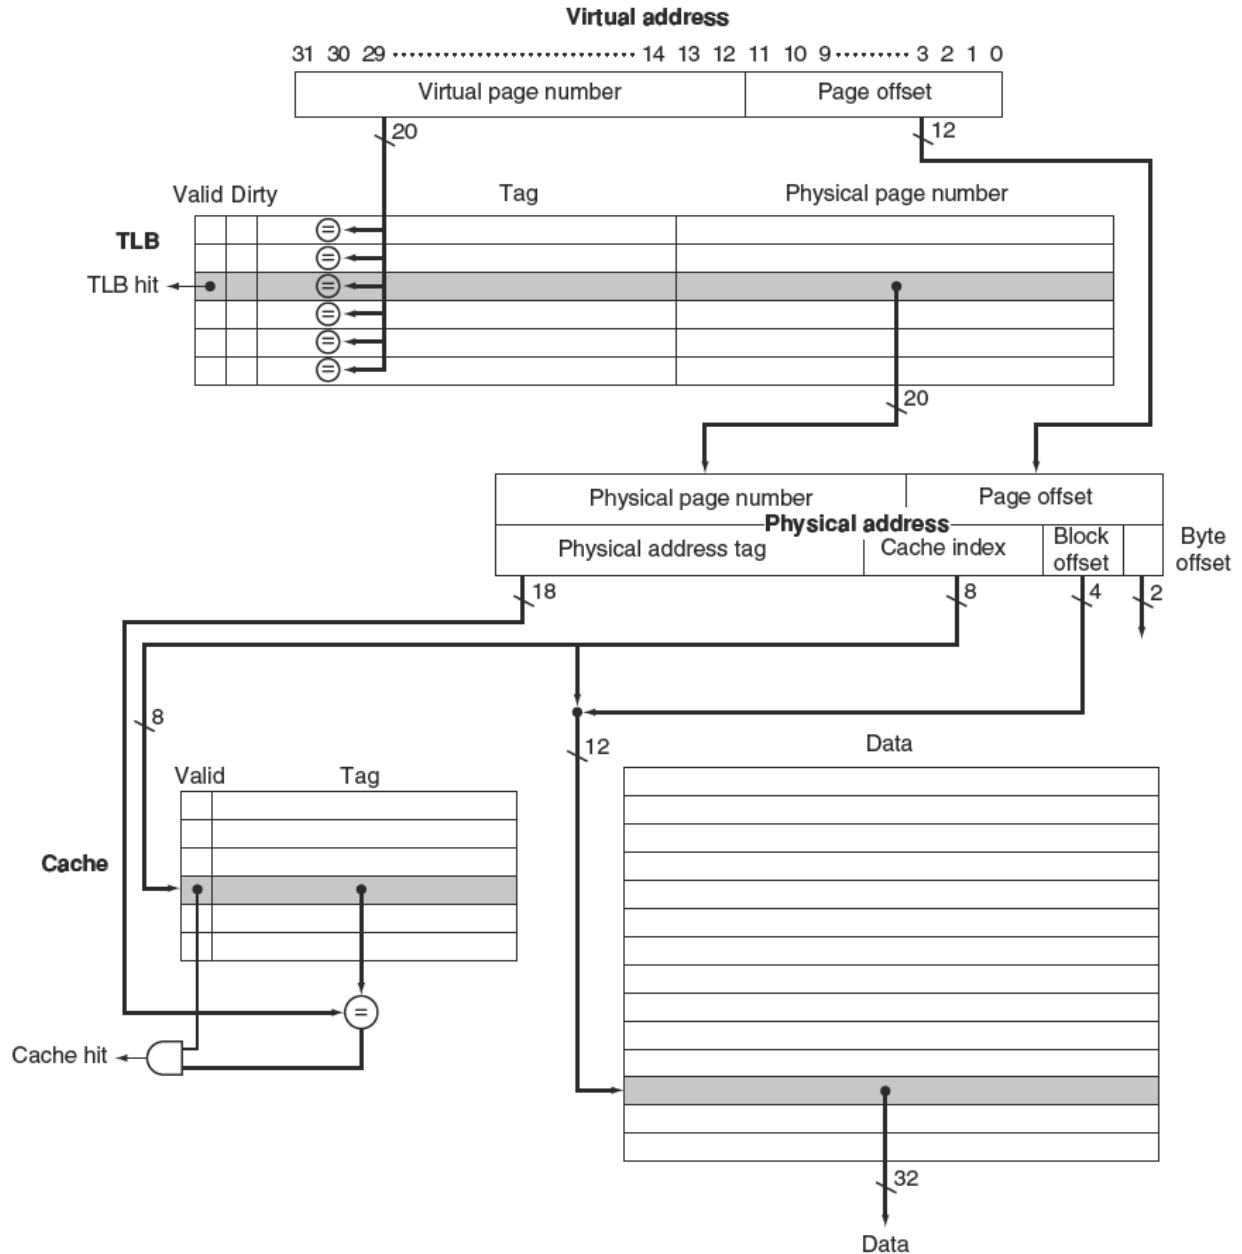 Virtual address
31 30 29 14 13 12 11 10 9 3 2 1 0
Virtual page number Page offset
20 12
Valid Dirty Tag Physical page number
TLB
=
=
TLB hit =
=
=
=
20
Physical page number Page offset
Physical address
Physical address tag Cache index Block offset Byte offset
18 8 4 2
8
12
Data
Valid Tag
Cache
=
Cache hit
32
Data